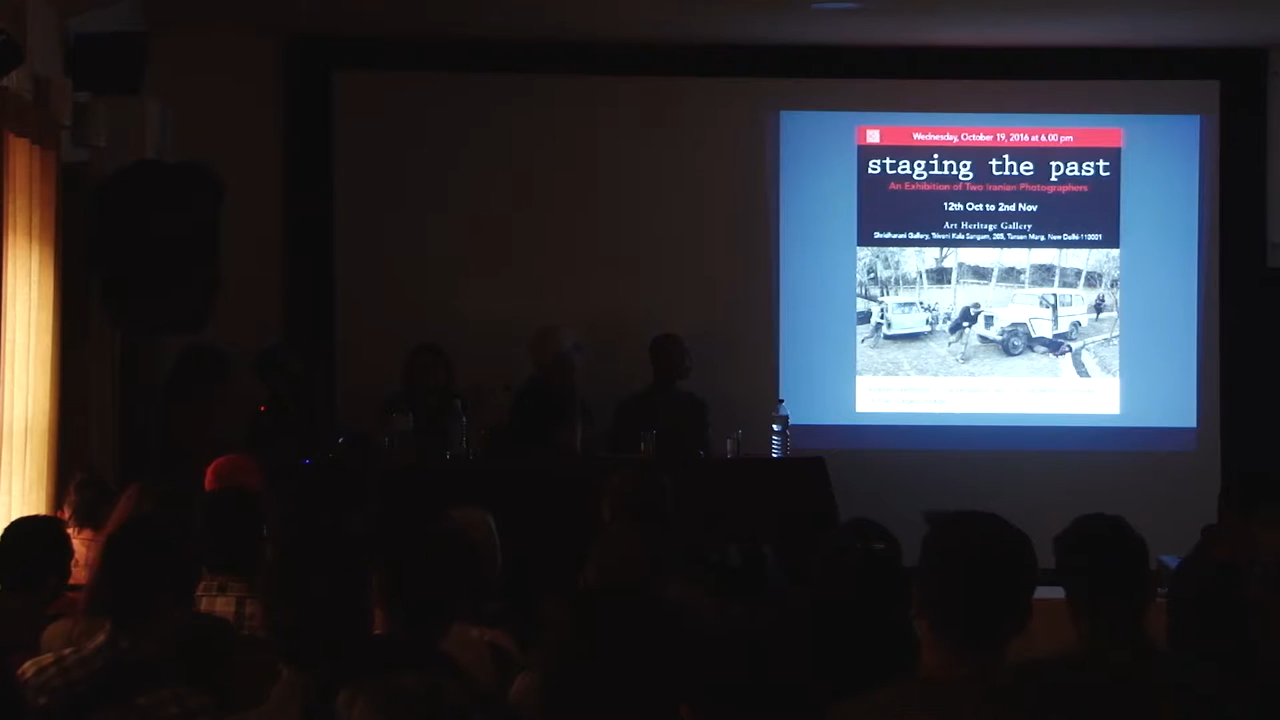 Wednesday, October 19, 2016 at 6.00 pm
staging the past
An Exhibition of Two Iranian Photographers
12th Oct to 2nd Nov
Art Heritage Gallery
Shridharani Gallery, Triveni Kala Sangam, 205, Tansen Marg, New Delhi-110001